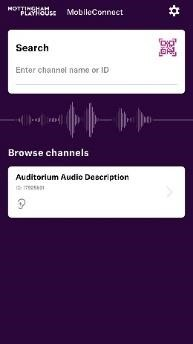 NOTTINGHAM
PLAYHOUSE
MobileConnect
Search
Enter channel name or ID
Browse channels
Auditorium Audio Description